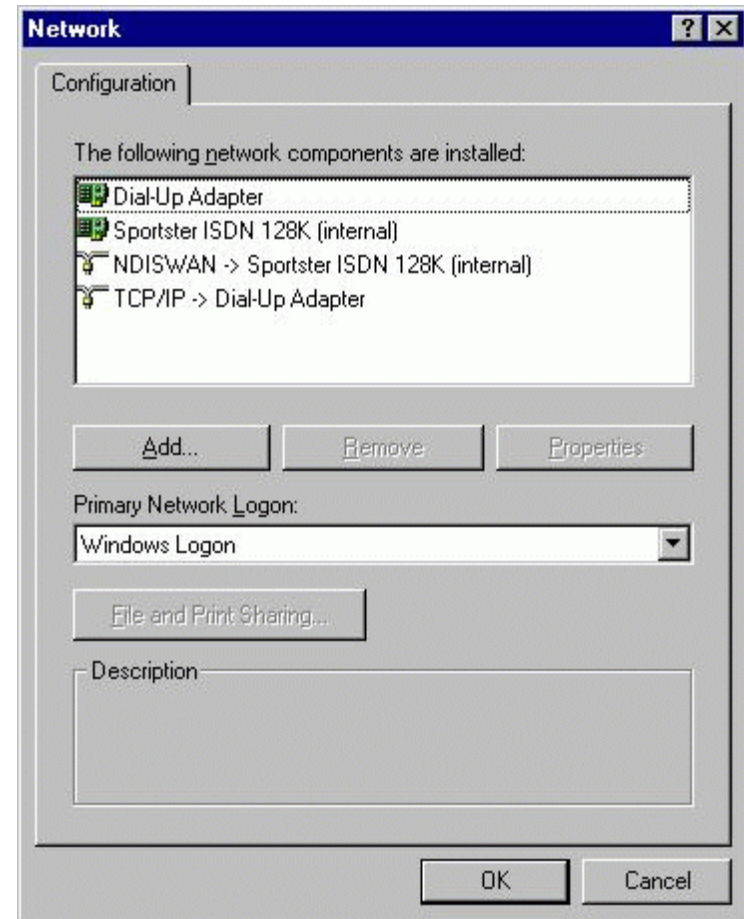 Network
Configuration
The following network components are installed:
Dial-Up Adapter
Sportster ISDN 128K (internal)
NDISWAN -> Sportster ISDN 128K (internal)
TCP/IP -> Dial-Up Adapter
Add... Remove Properties
Primary Network Logon:
Windows Logon
File and Print Sharing...
Description
OK Cancel